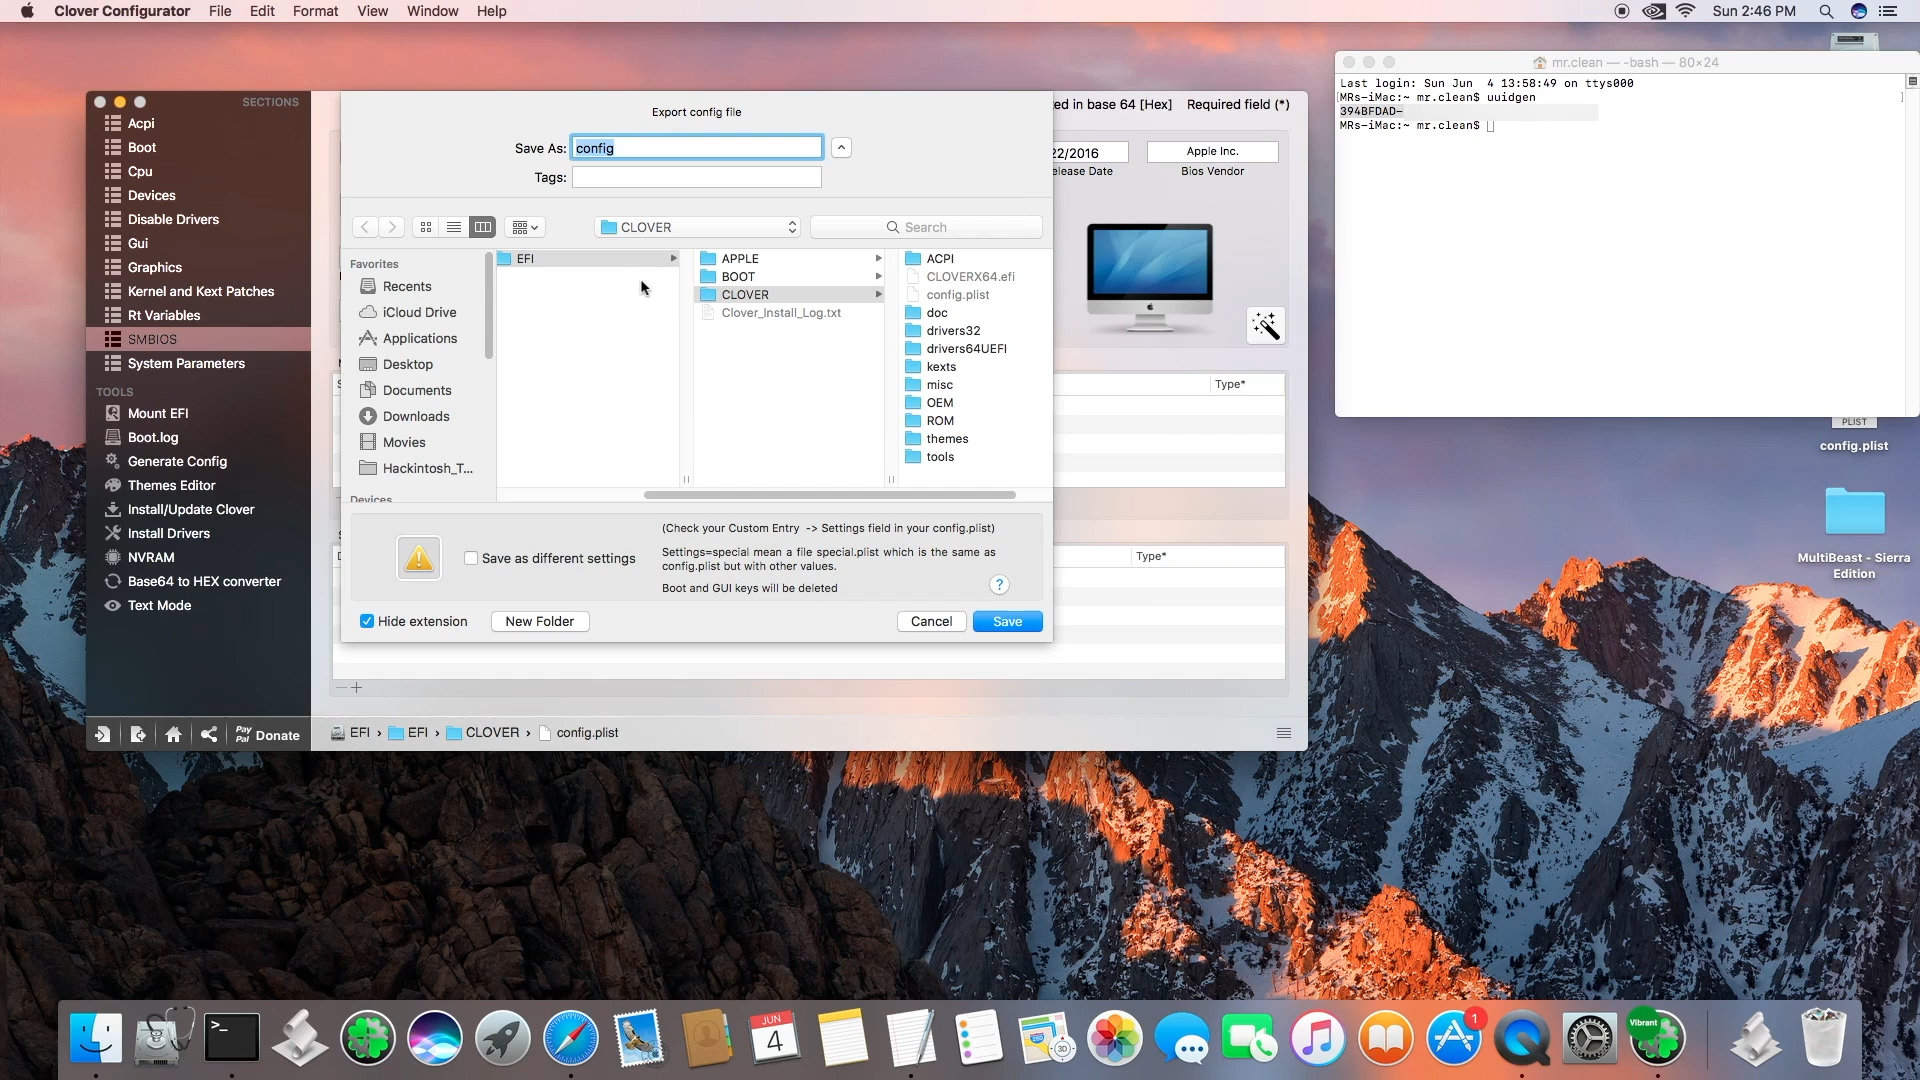 Clover Configurator File Edit Format View Window Help
Sun 2:46 PM
SECTIONS
Acpi
Boot
Cpu
Devices
Disable Drivers
Gui
Graphics
Kernel and Kext Patches
Rt Variables
SMBIOS
System Parameters
TOOLS
Mount EFI
Boot.log
Generate Config
Themes Editor
Install/Update Clover
Install Drivers
NVRAM
Base64 to HEX converter
Text Mode
Pay Pal Donate
Export config file
Save As: config
Tags:
CLOVER
Search
Favorites
Recents
iCloud Drive
Applications
Desktop
Documents
Downloads
Movies
Hackintosh_T...
Devices
EFI
APPLE
BOOT
CLOVER
Clover_Install_Log.txt
ACPI
CLOVERX64.efi
config.plist
doc
drivers32
drivers64UEFI
kexts
misc
OEM
ROM
themes
tools
Save as different settings
(Check your Custom Entry -> Settings field in your config.plist)
Settings=special mean a file special.plist which is the same as
config.plist but with other values.
Boot and GUI keys will be deleted
?
Hide extension
New Folder
Cancel
Save
ed in base 64 [Hex] Required field (*)
22/2016
Apple Inc.
elease Date
Bios Vendor
Type*
Type*
EFI › EFI › CLOVER › config.plist
mr.clean — -bash — 80×24
Last login: Sun Jun  4 13:58:49 on ttys000
[MRs-iMac:~ mr.clean$ uuidgen ]
394BFDAD-
MRs-iMac:~ mr.clean$
PLIST
config.plist
MultiBeast - Sierra
Edition
JUN
4
3D
1
Vibrant